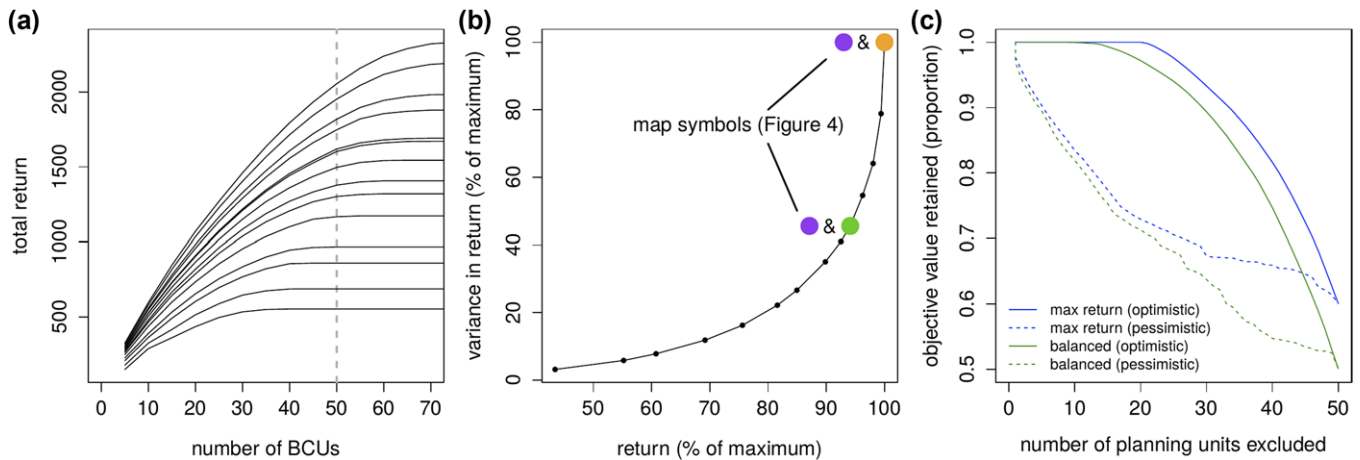 (a)
total return
2000
1500
1000
500
0 10 20 30 40 50 60 70
number of BCUs
(b)
variance in return (% of maximum)
100
80
60
40
20
0
&
map symbols (Figure 4)
&
50 60 70 80 90 100
return (% of maximum)
(c)
objective value retained (proportion)
1.0
0.9
0.8
0.7
0.6
0.5
max return (optimistic)
max return (pessimistic)
balanced (optimistic)
balanced (pessimistic)
0 10 20 30 40 50
number of planning units excluded